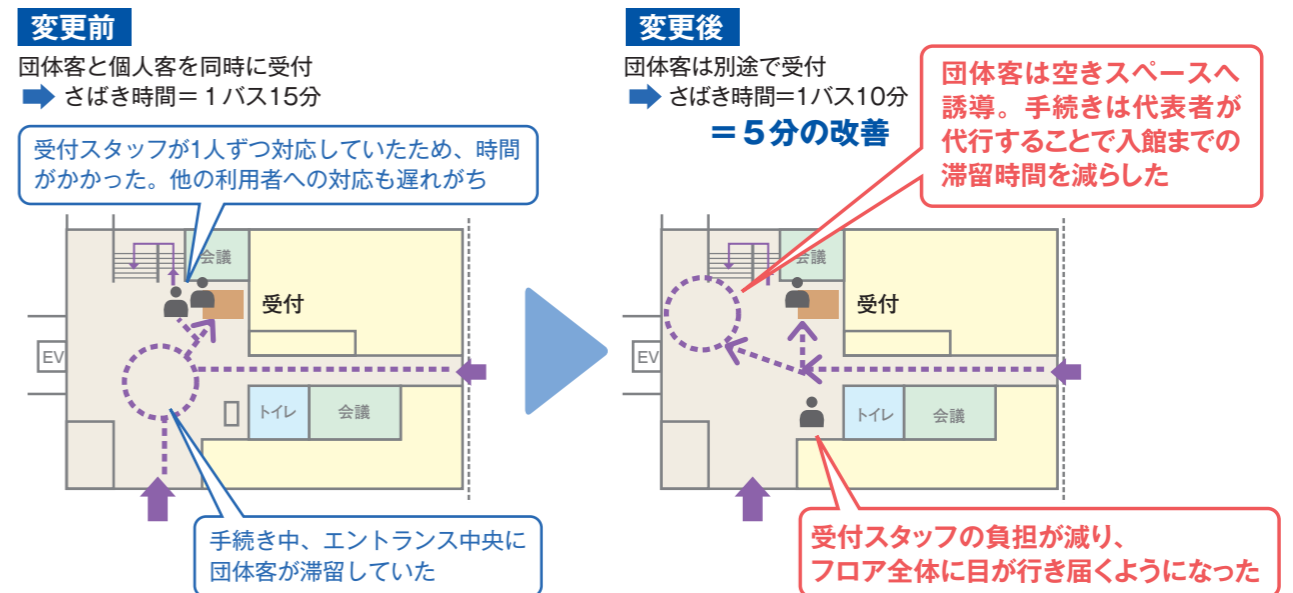 変更前
団体客と個人客を同時に受付
さばき時間＝１バス15分
受付スタッフが1人ずつ対応していたため、時間
がかかった。他の利用者への対応も遅れがち
会議
受付
EV
トイレ
会議
手続き中、エントランス中央に
団体客が滞留していた
変更後
団体客は別途で受付
さばき時間＝1バス10分
＝５分の改善
団体客は空きスペースへ
誘導。手続きは代表者が
代行することで入館までの
滞留時間を減らした
会議
受付
EV
トイレ
会議
受付スタッフの負担が減り、
フロア全体に目が行き届くようになった